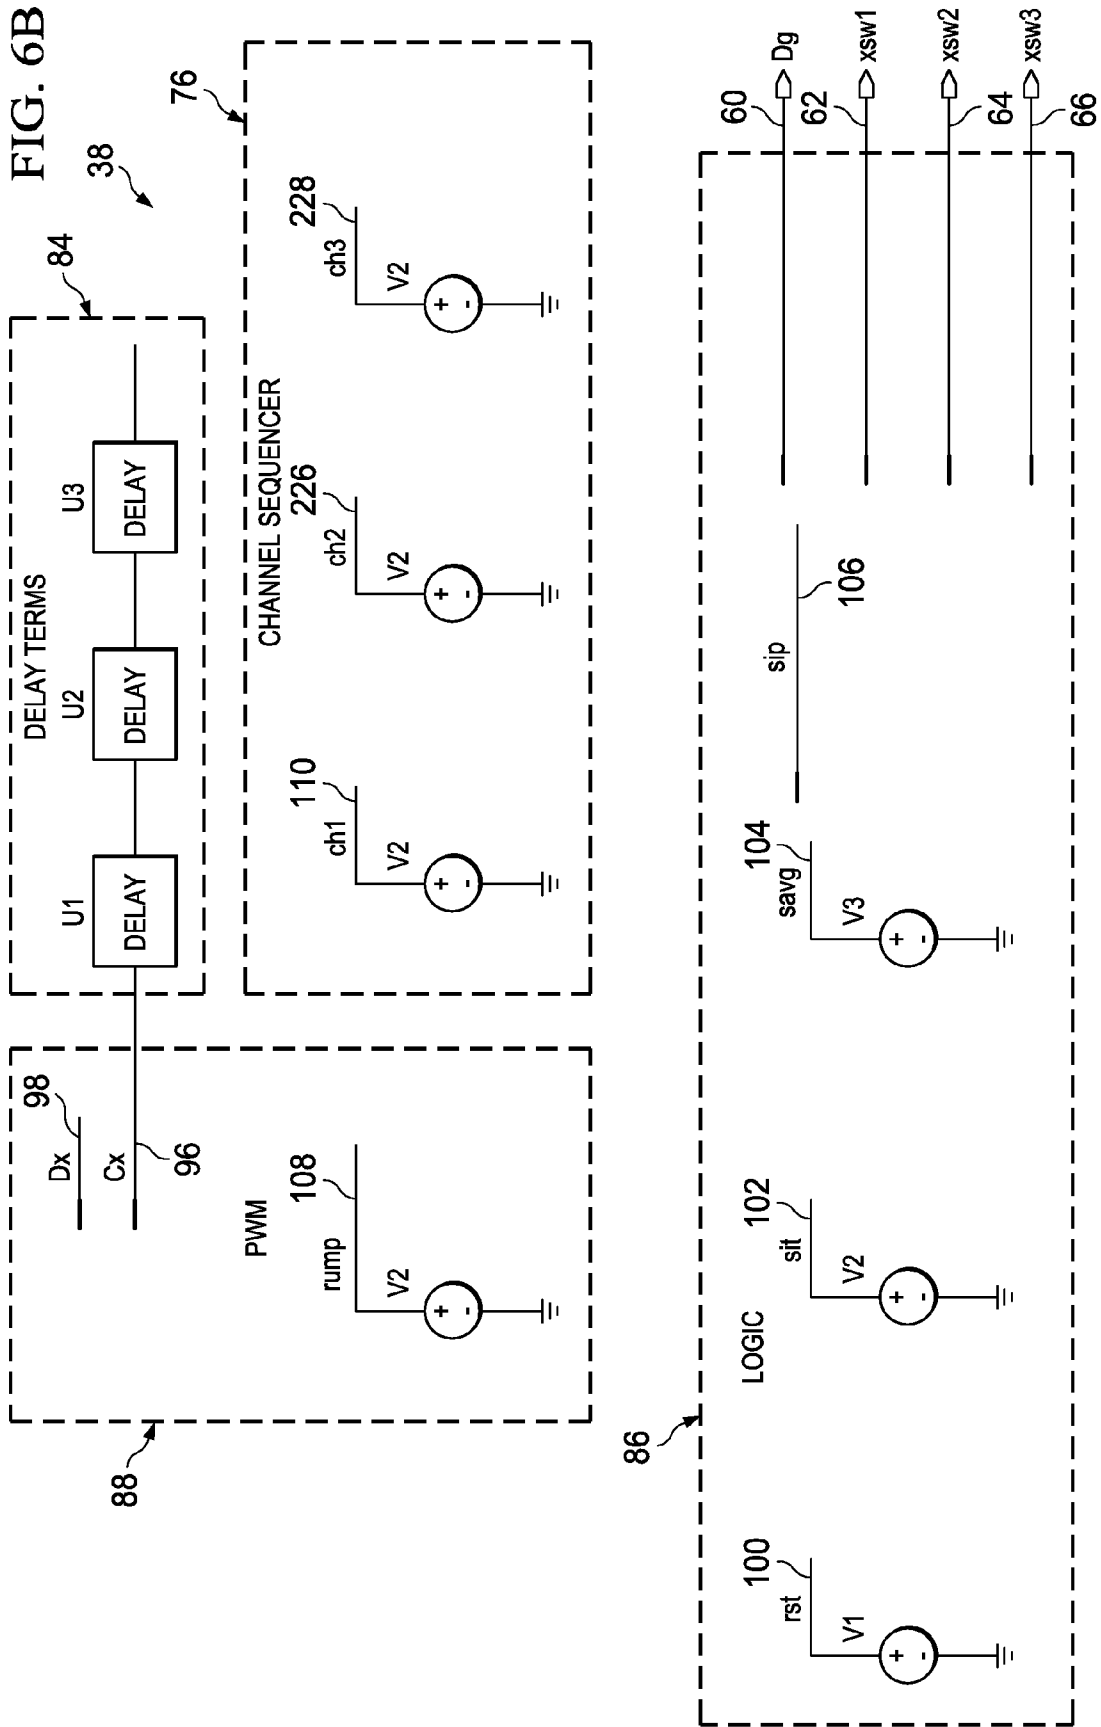 FIG. 6B
38
88
Dx
98
Cx
96
PWM
rump
108
V2
+
-
84
DELAY TERMS
U1
DELAY
U2
DELAY
U3
DELAY
76
CHANNEL SEQUENCER
ch1
110
V2
+
-
ch2
226
V2
+
-
ch3
228
V2
+
-
86
LOGIC
rst
100
V1
+
-
sit
102
V2
+
-
savg
104
V3
+
-
sip
106
60
Dg
62
xsw1
64
xsw2
66
xsw3